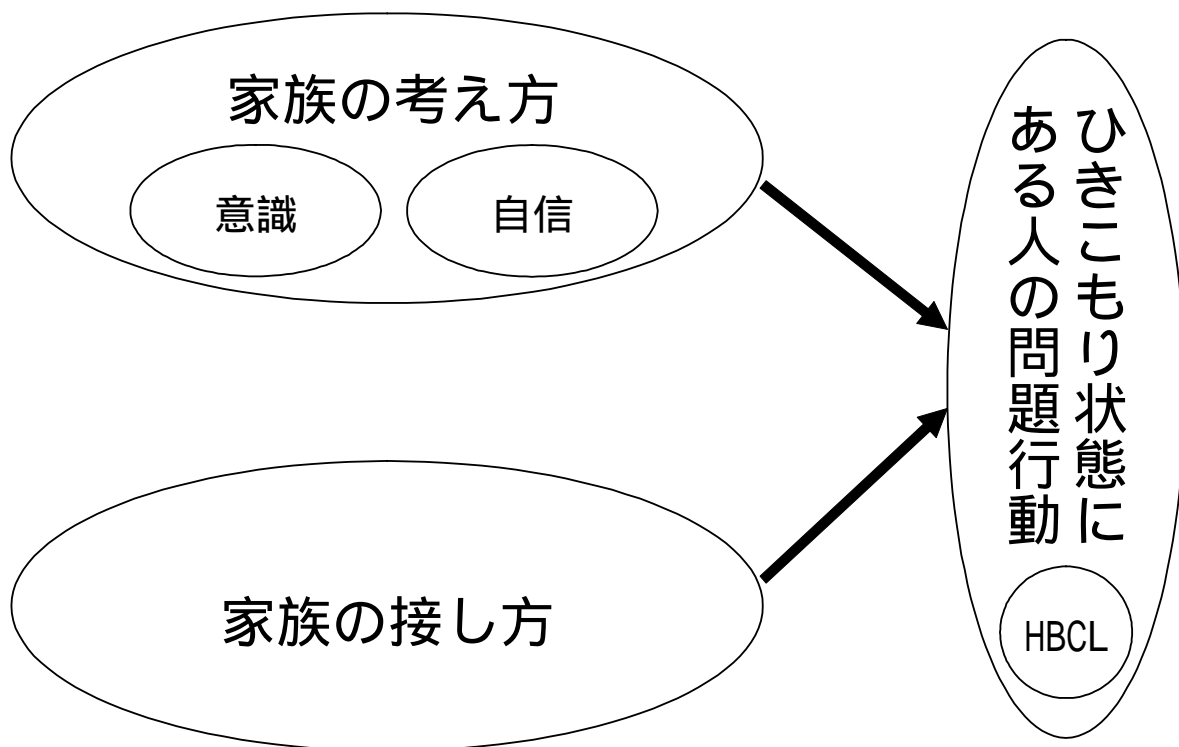 家族の考え方
意識
自信
家族の接し方
ひきこもり状態に
ある人の問題行動
HBCL